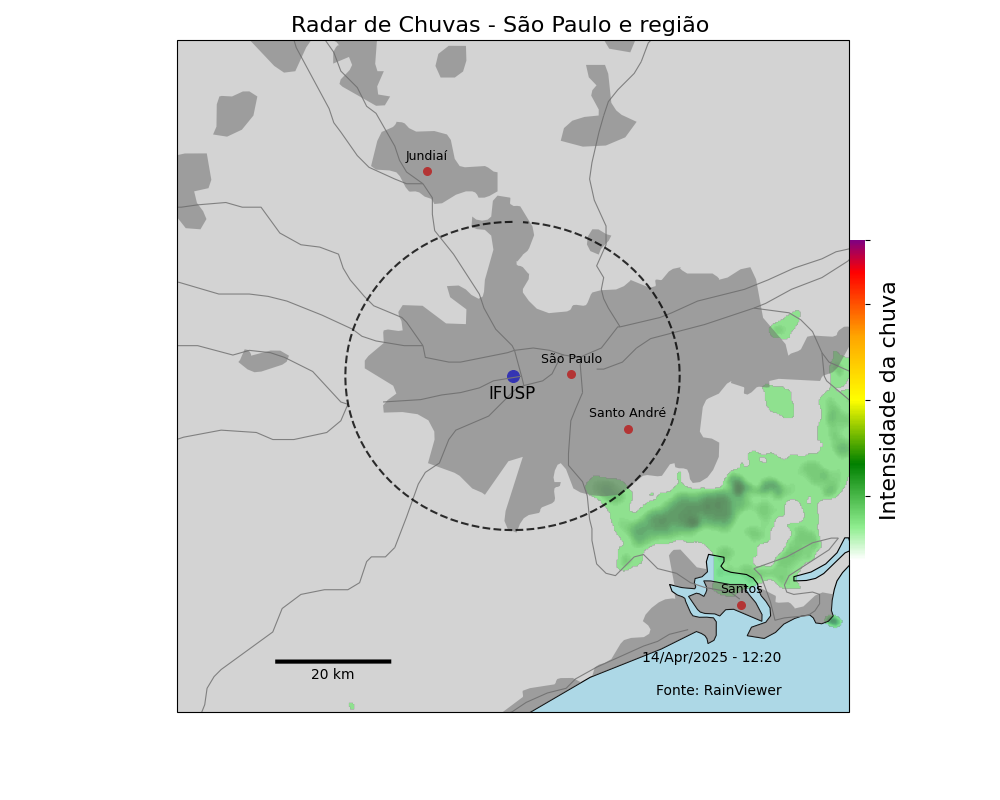 Radar de Chuvas - São Paulo e região
Jundiaí
São Paulo
IFUSP
Santo André
Intensidade da chuva
Santos
14/Apr/2025 - 12:20
20 km
Fonte: RainViewer